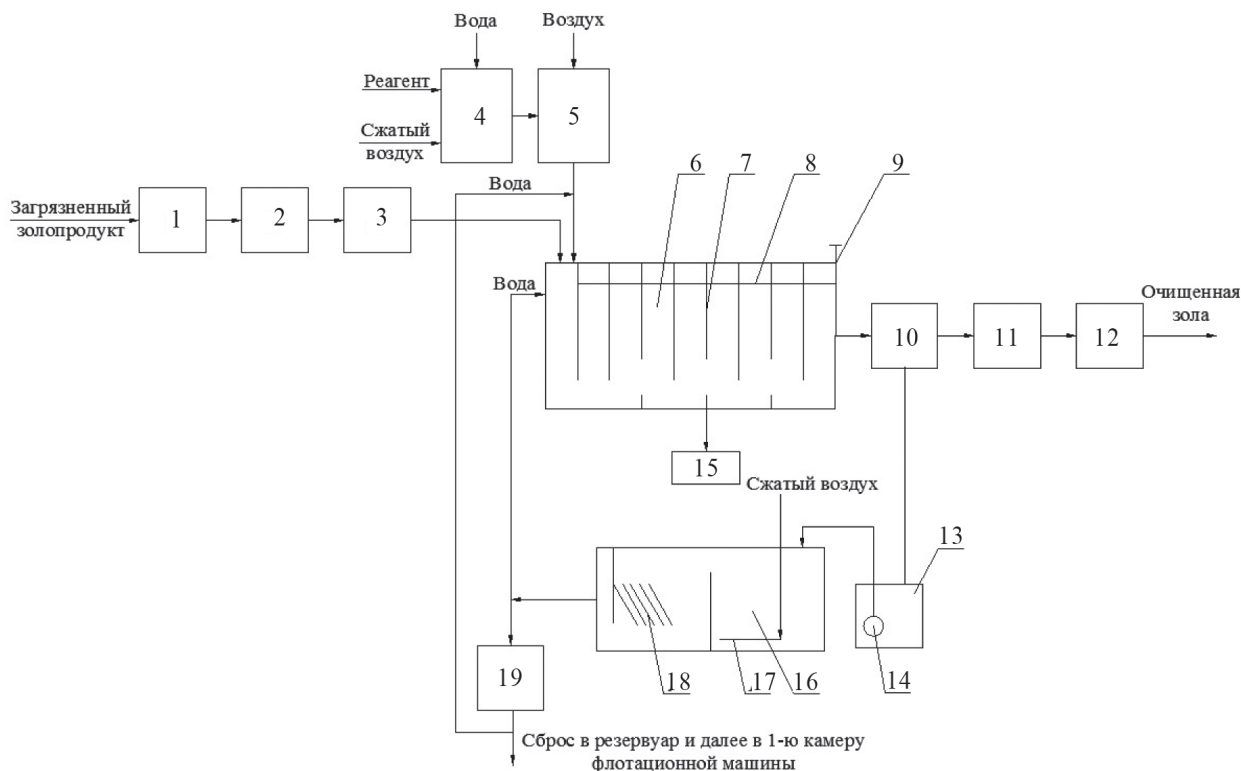 Вода
Воздух
Реагент
4
5
Сжатый
воздух
6
7
8
9
Вода
Загрязненный
золопродукт
1
2
3
Вода
Очищенная
зола
10
11
12
15
Сжатый воздух
13
18
17
16
14
19
Сброс в резервуар и далее в 1-ю камеру
флотационной машины